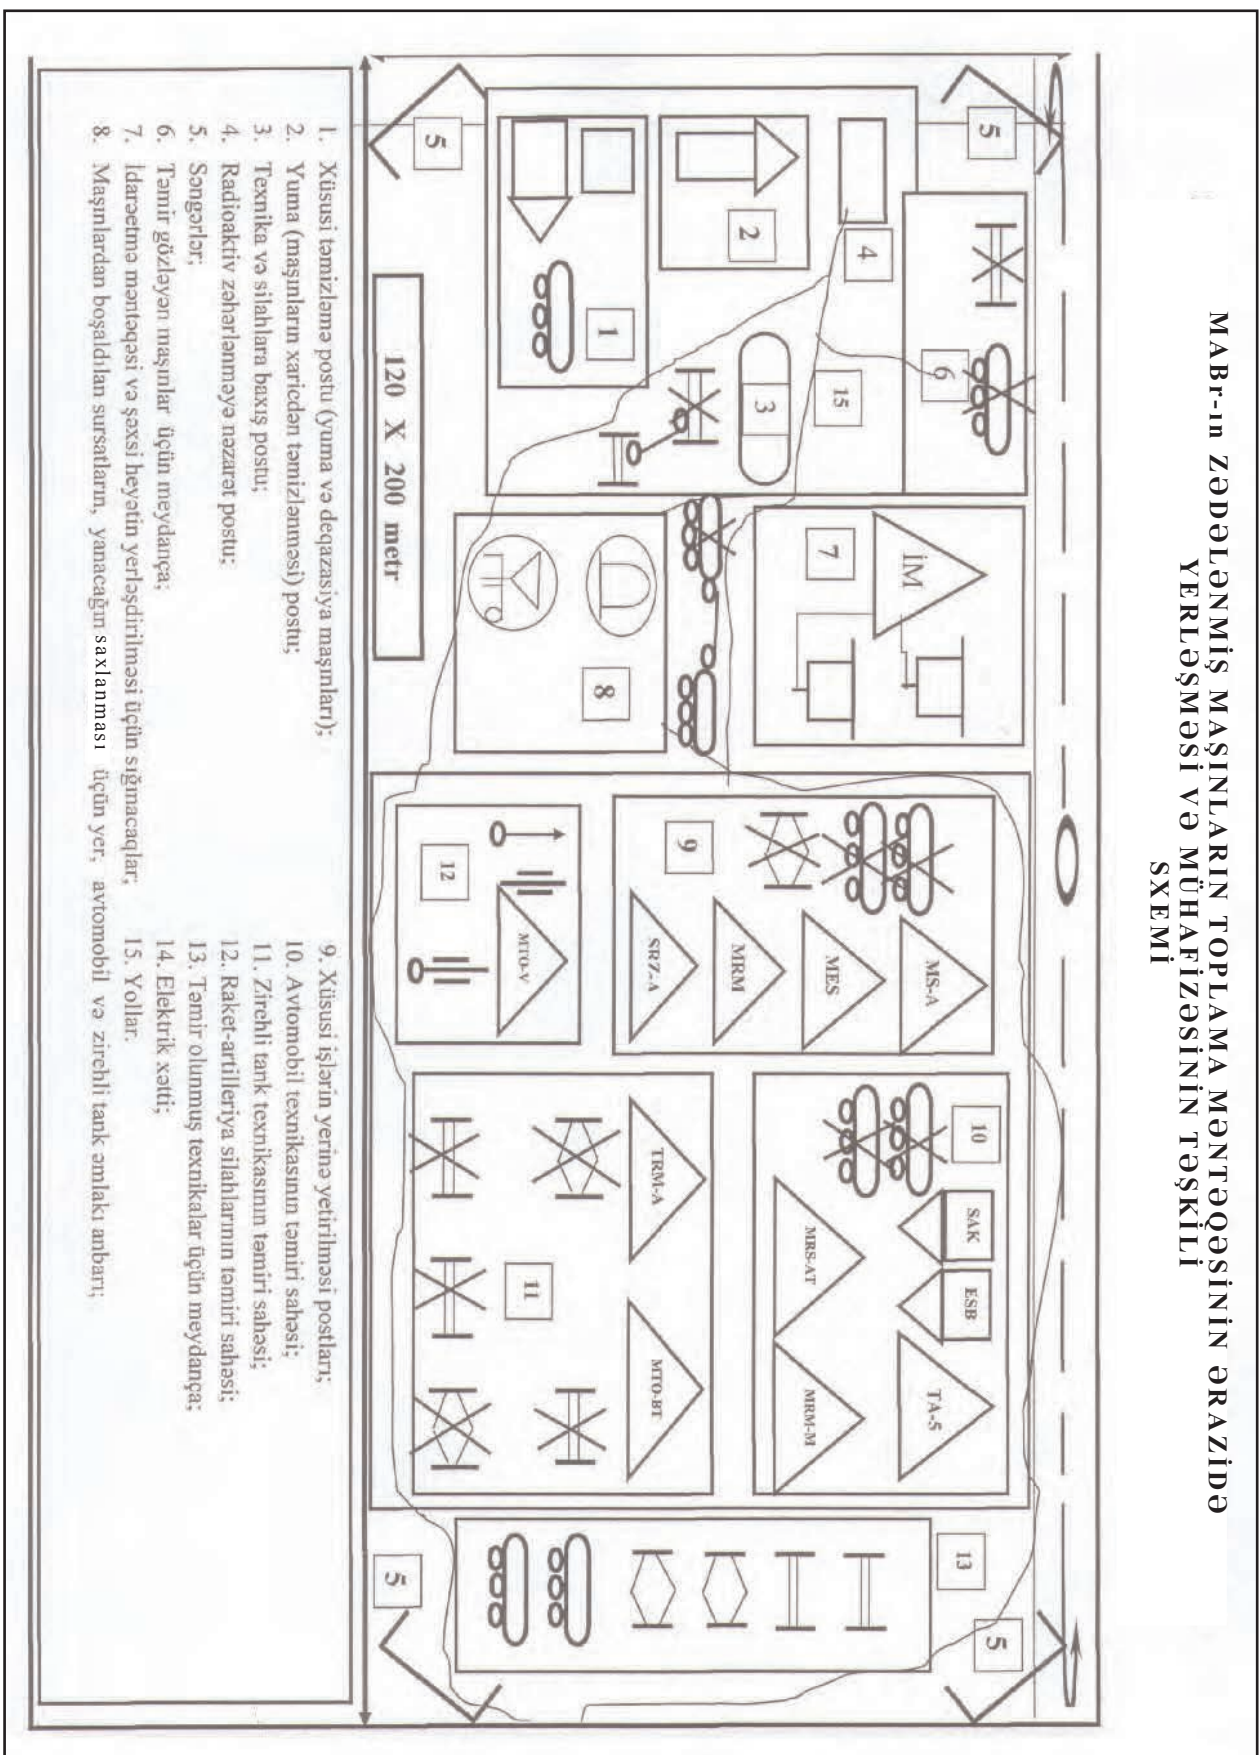 MABr-ın ZƏDƏLƏNMİŞ MAŞINLARIN TOPLAMA MƏNTƏQƏSİNİN ƏRAZİDƏ
YERLƏŞMƏSİ VƏ MÜHAFİZƏSİNİN TƏŞKİLİ
SXEMİ
5
5
6
4
2
1
3
15
İM
7
8
9
MS-A
MES
MRM
SRZ-A
12
MTO-V
10
SAK
ESB
TA-5
MRS-AT
MRM-M
TRM-A
MTO-BT
11
13
5
5
120 X 200 metr
1. Xüsusi təmizləmə postu (yuma və deqazasiya maşınları);
2. Yuma (maşınların xaricdən təmizlənməsi) postu;
3. Texnika və silahlara baxış postu;
4. Radioaktiv zəhərlənməyə nəzarət postu;
5. Səngərlər;
6. Təmir gözləyən maşınlar üçün meydança;
7. İdarəetmə məntəqəsi və şəxsi heyətin yerləşdirilməsi üçün sığınacaqlar;
8. Maşınlardan boşaldılan sursatların, yanacağın saxlanması üçün yer, avtomobil və zirehli tank əmlakı anbarı;
9. Xüsusi işlərin yerinə yetirilməsi postları;
10. Avtomobil texnikasının təmiri sahəsi;
11. Zirehli tank texnikasının təmiri sahəsi;
12. Raket-artilleriya silahlarının təmiri sahəsi;
13. Təmir olunmuş texnikalar üçün meydança;
14. Elektrik xətti;
15. Yollar.